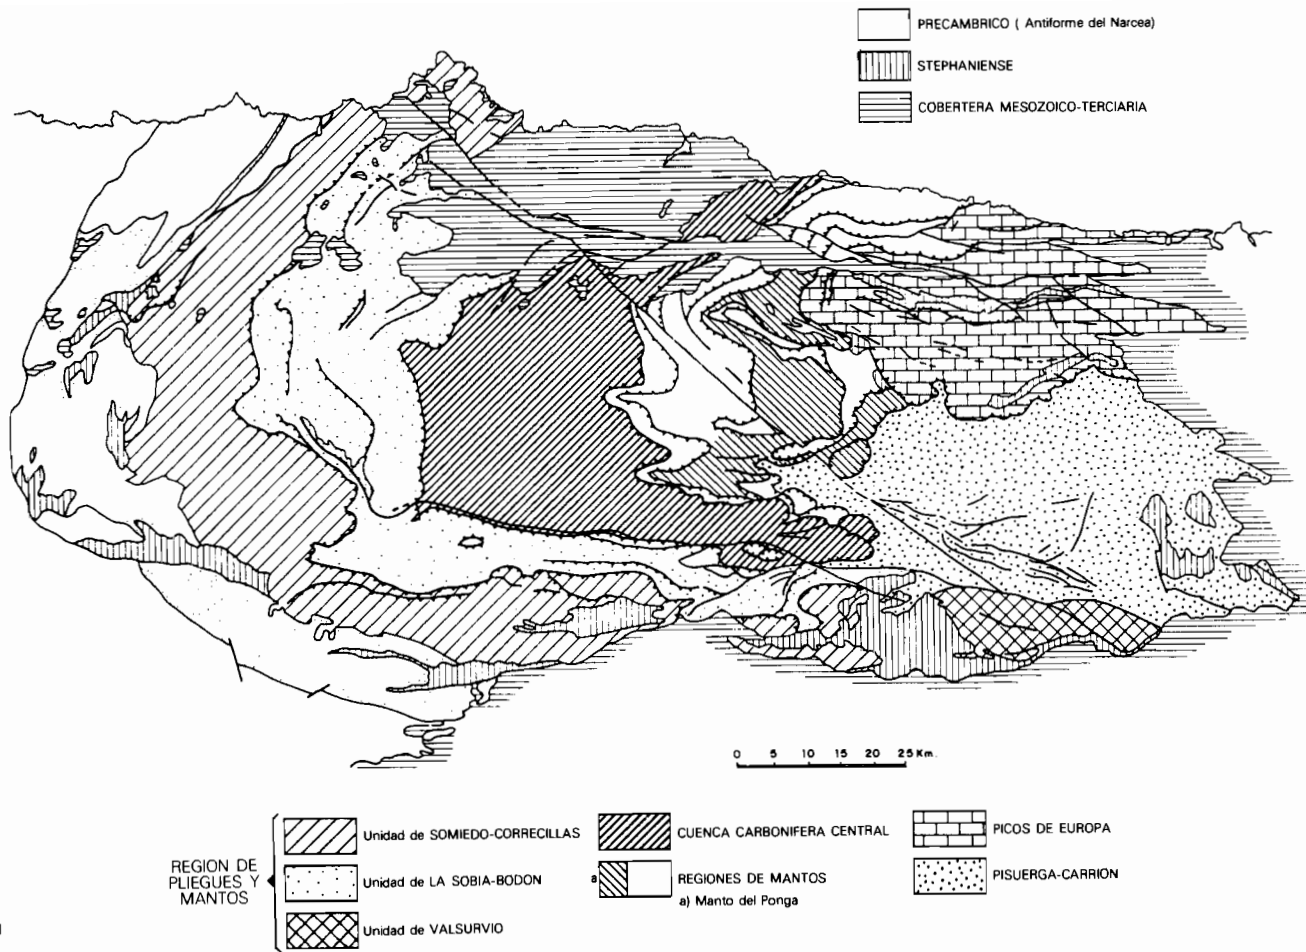 PRECAMBRICO ( Antiforme del Narcea)
STEPHANIENSE
COBERTERA MESOZOICO-TERCIARIA
0 5 10 15 20 25 Km.
REGION DE
PLIEGUES Y
MANTOS
Unidad de SOMIEDO-CORRECILLAS
Unidad de LA SOBIA-BODON
Unidad de VALSURVIO
CUENCA CARBONIFERA CENTRAL
a
REGIONES DE MANTOS
a) Manto del Ponga
PICOS DE EUROPA
PISUERGA-CARRION